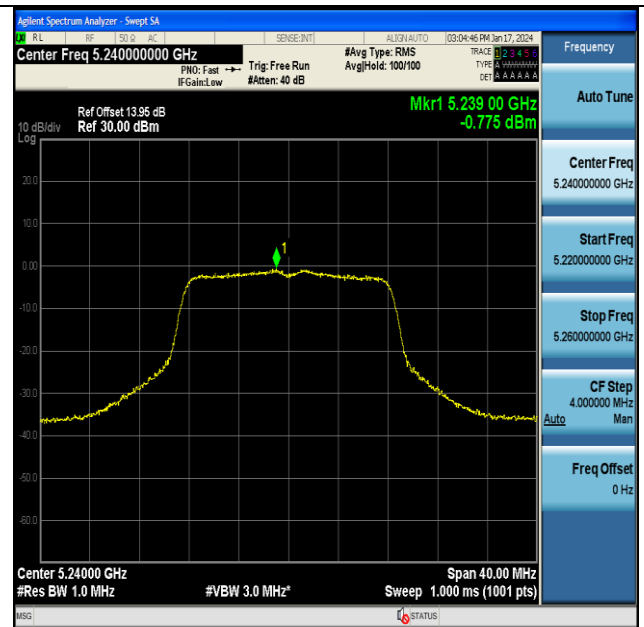 Agilent Spectrum Analyzer - Swept SA
LXI RL RF 50 Ω AC SENSE:INT ALIGNAUTO 03:04:46 PM Jan 17, 2024
Center Freq 5.240000000 GHz
PNO: Fast
IFGain:Low
Trig: Free Run
#Atten: 40 dB
#Avg Type: RMS
Avg|Hold: 100/100
TRACE 1 2 3 4 5 6
TYPE A
DET A A A A A A
Ref Offset 13.95 dB
10 dB/div Ref 30.00 dBm
Log
Mkr1 5.239 00 GHz
-0.775 dBm
20.0
10.0
0.00
-10.0
-20.0
-30.0
-40.0
-50.0
-60.0
1
Center 5.24000 GHz Span 40.00 MHz
#Res BW 1.0 MHz #VBW 3.0 MHz* Sweep 1.000 ms (1001 pts)
MSG STATUS
Frequency
Auto Tune
Center Freq
5.240000000 GHz
Start Freq
5.220000000 GHz
Stop Freq
5.260000000 GHz
CF Step
4.000000 MHz
Auto Man
Freq Offset
0 Hz